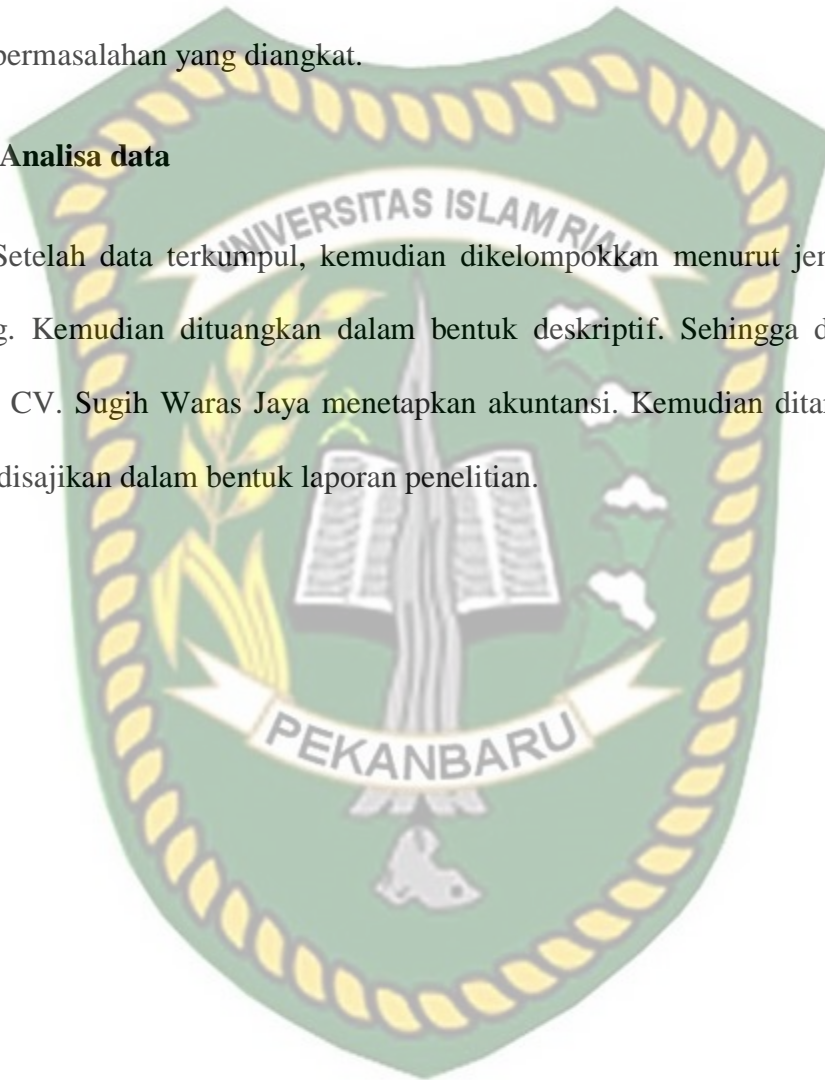 permasalahan yang diangkat.
Analisa data
UNIVERSITAS ISLAM RIAU
Setelah data terkumpul, kemudian dikelompokkan menurut
Kemudian dituangkan dalam bentuk deskriptif. Sehingga
CV. Sugih Waras Jaya menetapkan akuntansi. Kemudian
disajikan dalam bentuk laporan penelitian.
PEKANBARU